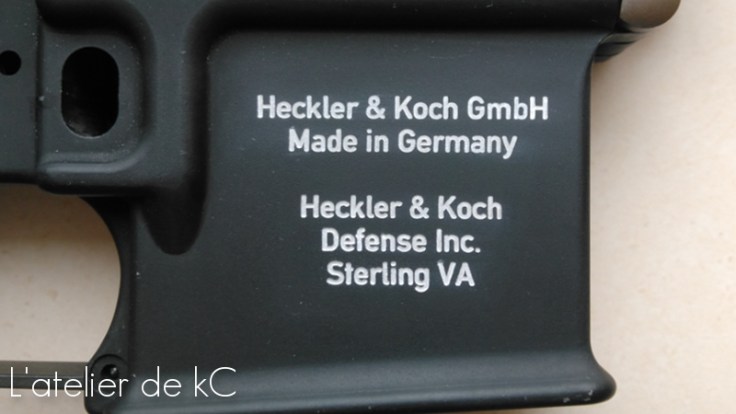 Heckler & Koch GmbH
Made in Germany
Heckler & Koch
Defense Inc.
Sterling VA
L'atelier de kC